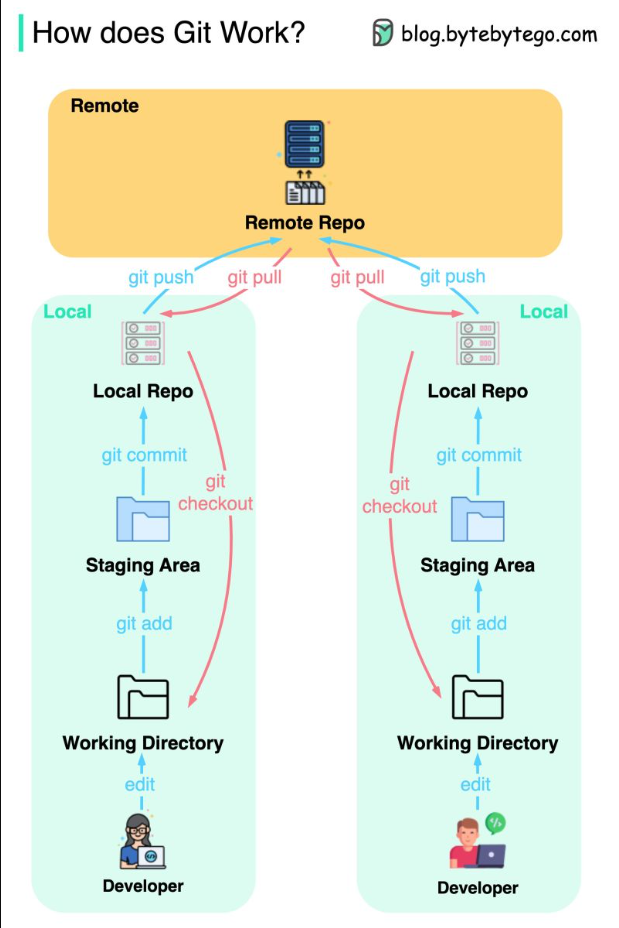 How does Git Work?
blog.bytebytego.com
Remote
Remote Repo
git push
git pull
git pull
git push
Local
Local
Local Repo
Local Repo
git commit
git commit
git
checkout
git
checkout
Staging Area
Staging Area
git add
git add
Working Directory
Working Directory
edit
edit
Developer
Developer